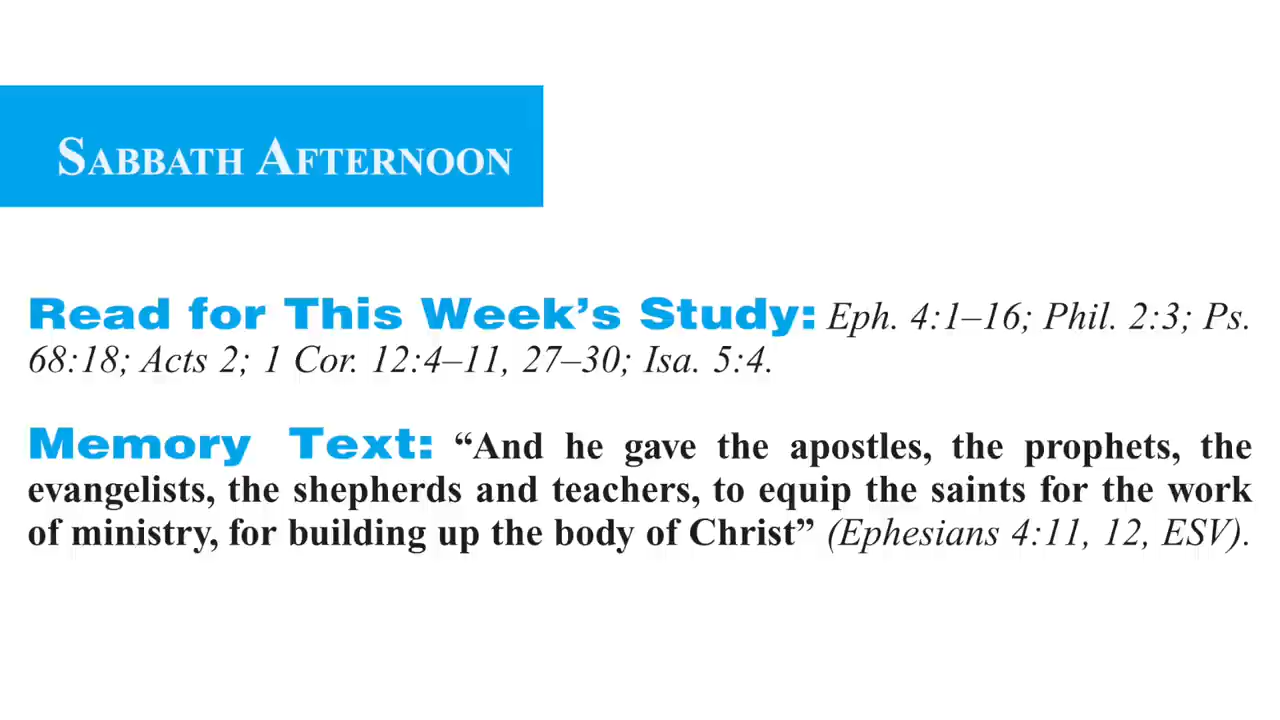 SABBATH AFTERNOON
Read for This Week’s Study: Eph. 4:1–16; Phil. 2:3; Ps.
68:18; Acts 2; 1 Cor. 12:4–11, 27–30; Isa. 5:4.
Memory Text: “And he gave the apostles, the prophets, the
evangelists, the shepherds and teachers, to equip the saints for the work
of ministry, for building up the body of Christ” (Ephesians 4:11, 12, ESV).